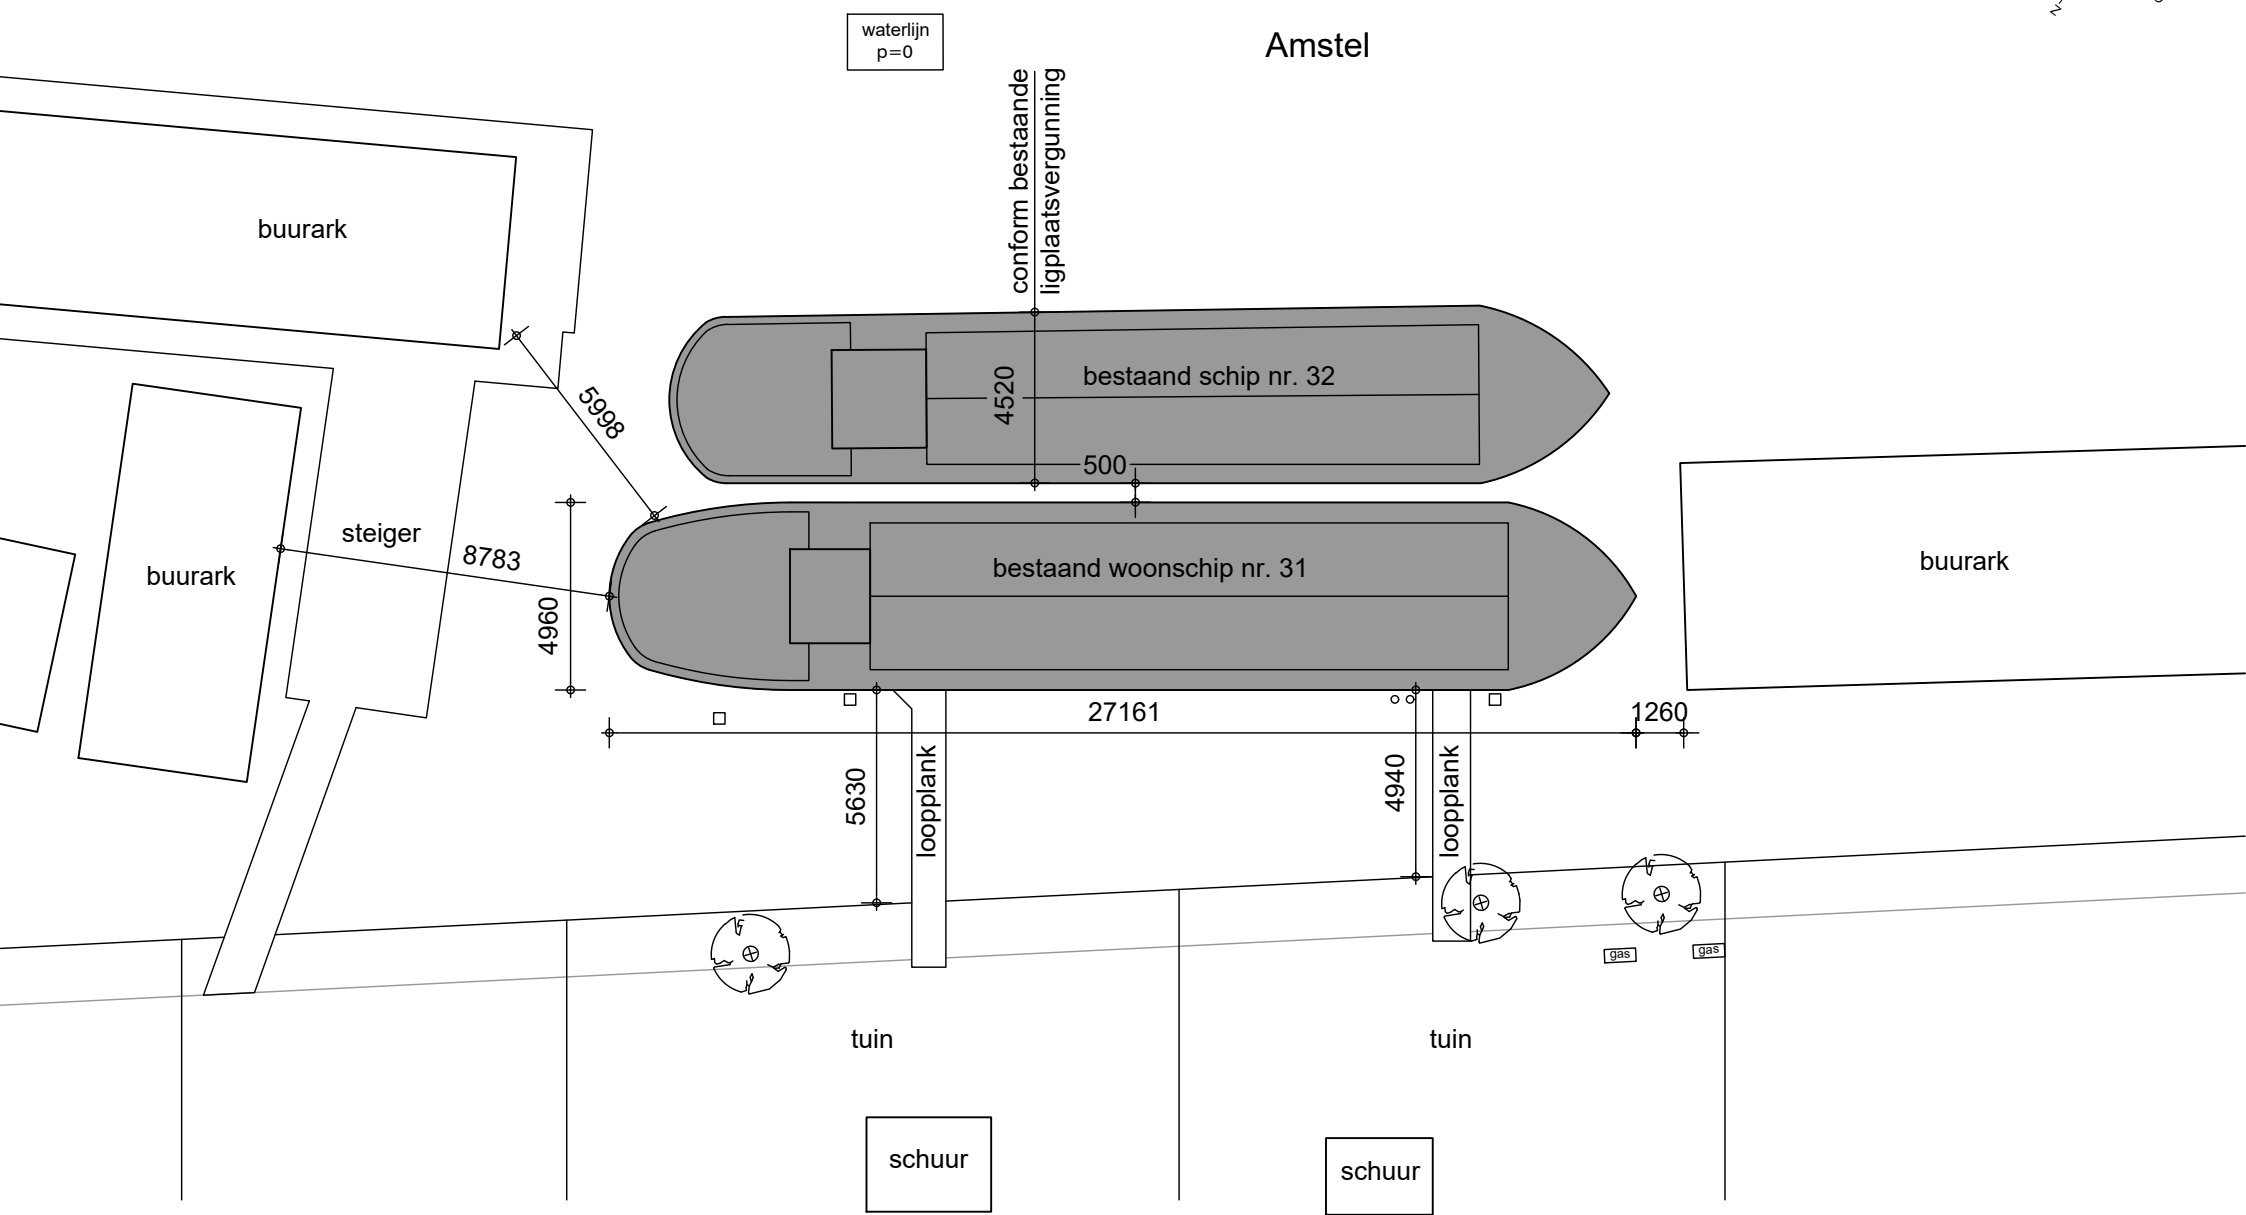 waterlijn
p=0
Amstel
conform bestaande
ligplaatsvergunning
buurark
5998
4520
bestaand schip nr. 32
500
steiger
8783
buurark
4960
bestaand woonschip nr. 31
buurark
27161
1260
5630
loopplank
4940
loopplank
gas
gas
tuin
tuin
schuur
schuur